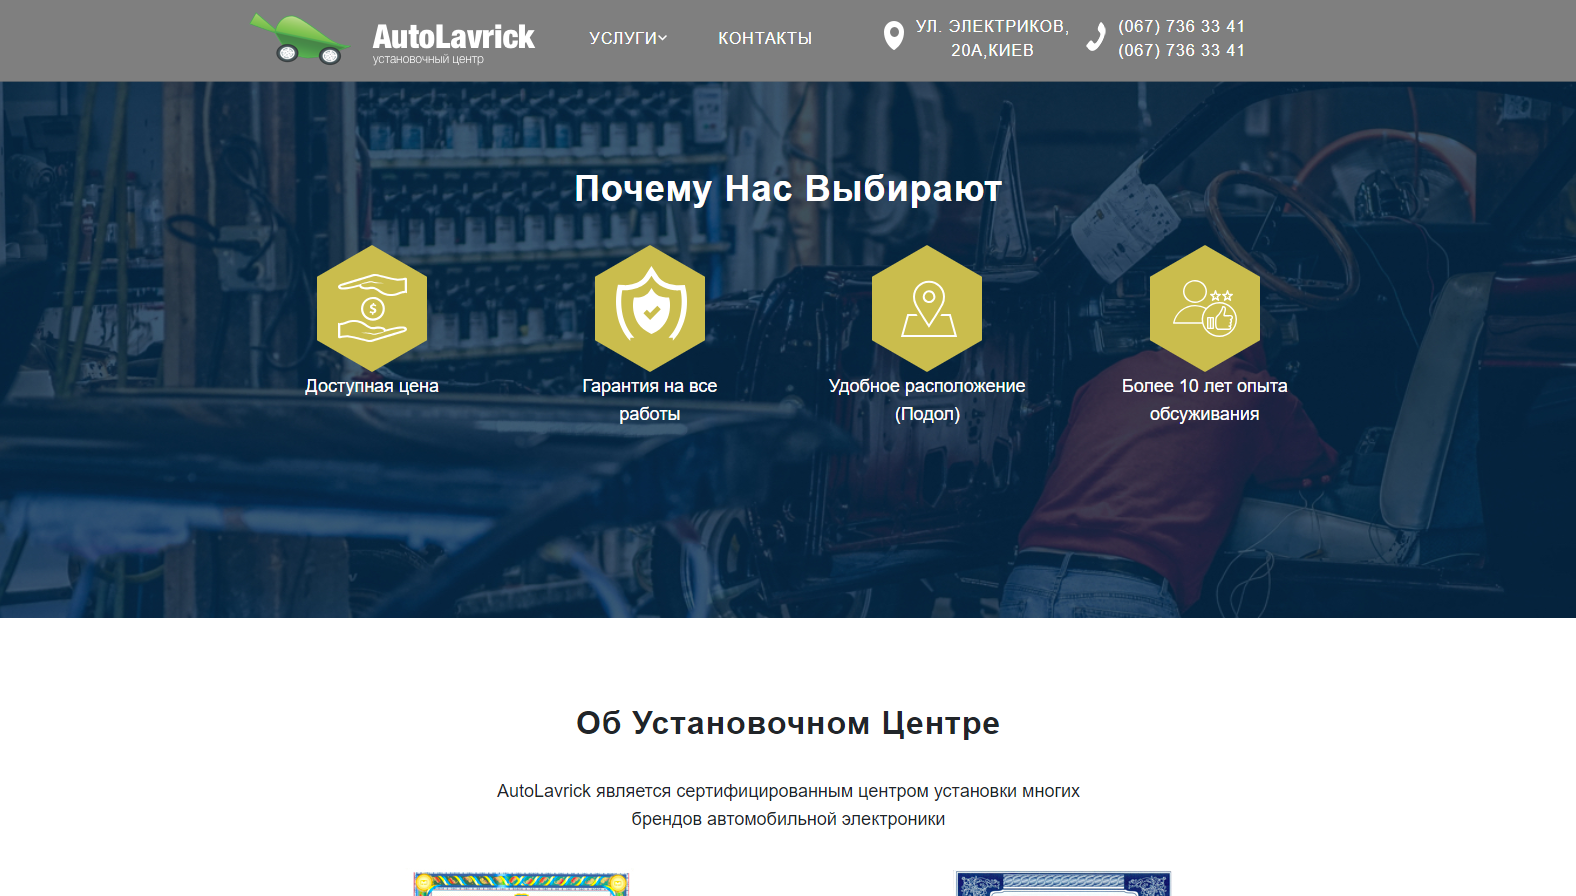 AutoLavrick
установочный центр
УСЛУГИ
КОНТАКТЫ
УЛ. ЭЛЕКТРИКОВ,
20А,КИЕВ
(067) 736 33 41
(067) 736 33 41
Почему Нас Выбирают
$
Доступная цена
Гарантия на все
работы
Удобное расположение
(Подол)
Более 10 лет опыта
обсуживания
Об Установочном Центре
AutoLavrick является сертифицированным центром установки многих
брендов автомобильной электроники